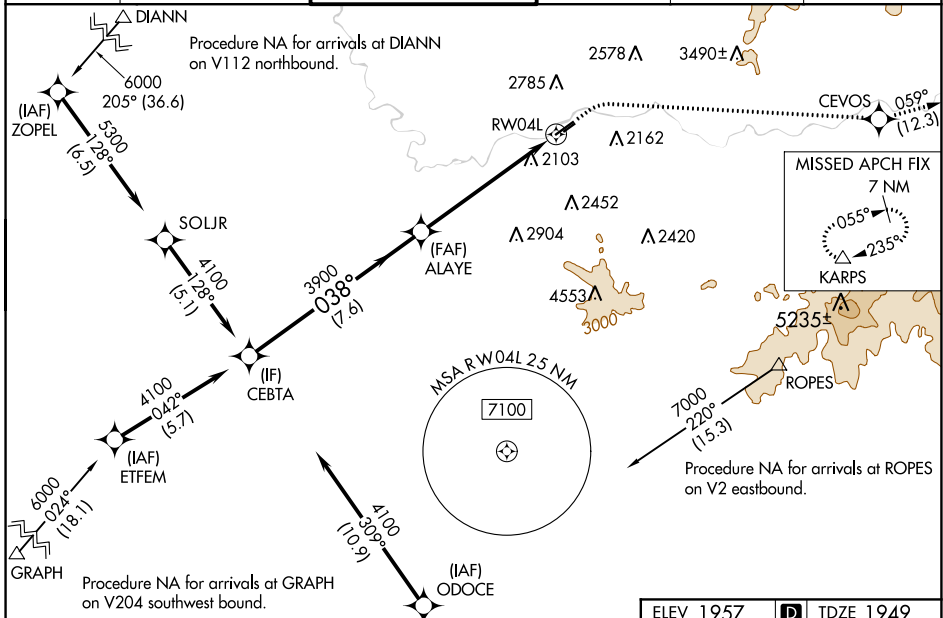 DIANN
Procedure NA for arrivals at DIANN
on V112 northbound.
6000
205° (36.6)
(IAF)
ZOPEL
5300
128°
(6.5)
SOLJR
4100
128°
(5.1)
2578
3490±
2785
RW04L
2103
2162
CEVOS
059°
(12.3)
MISSED APCH FIX
7 NM
055°
235°
KARPS
2452
2904
2420
(FAF)
ALAYE
3900
038°
(7.6)
4553
3000
5235±
(IF)
CEBTA
MSA RW04L 25 NM
7100
ROPES
7000
220°
(15.3)
Procedure NA for arrivals at ROPES
on V2 eastbound.
4100
042°
(5.7)
(IAF)
ETFEM
6000
024°
(18.1)
GRAPH
Procedure NA for arrivals at GRAPH
on V204 southwest bound.
4100
309°
(10.9)
(IAF)
ODOCE
ELEV 1957 D TDZE 1949